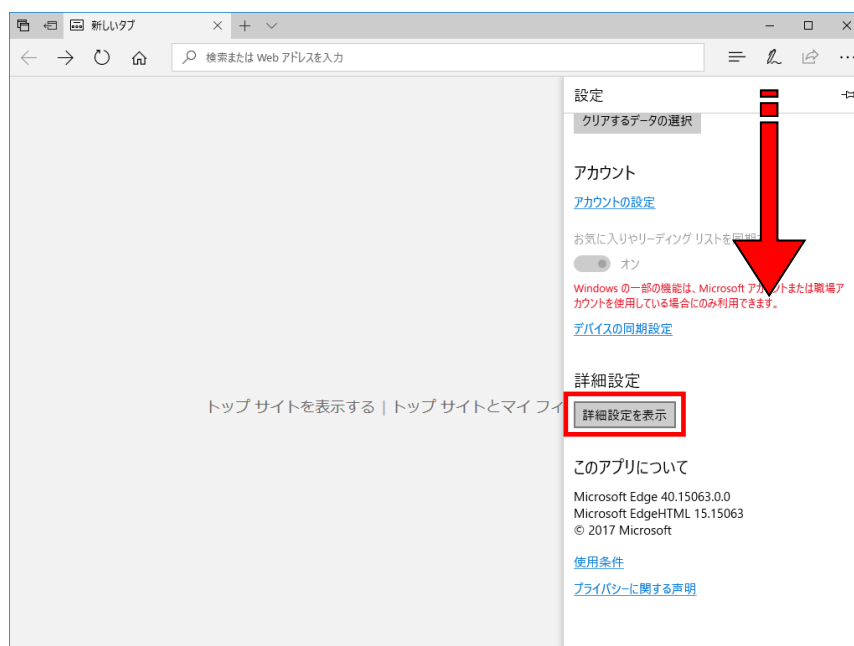 新しいタブ
検索または Web アドレスを入力
設定
クリアするデータの選択
アカウント
アカウントの設定
お気に入りやリーディング リストを同期
オン
Windows の一部の機能は、Microsoft アカウントまたは職場ア
カウントを使用している場合にのみ利用できます。
デバイスの同期設定
トップ サイトを表示する | トップ サイトとマイ フィ
詳細設定
詳細設定を表示
このアプリについて
Microsoft Edge 40.15063.0.0
Microsoft EdgeHTML 15.15063
© 2017 Microsoft
使用条件
プライバシーに関する声明